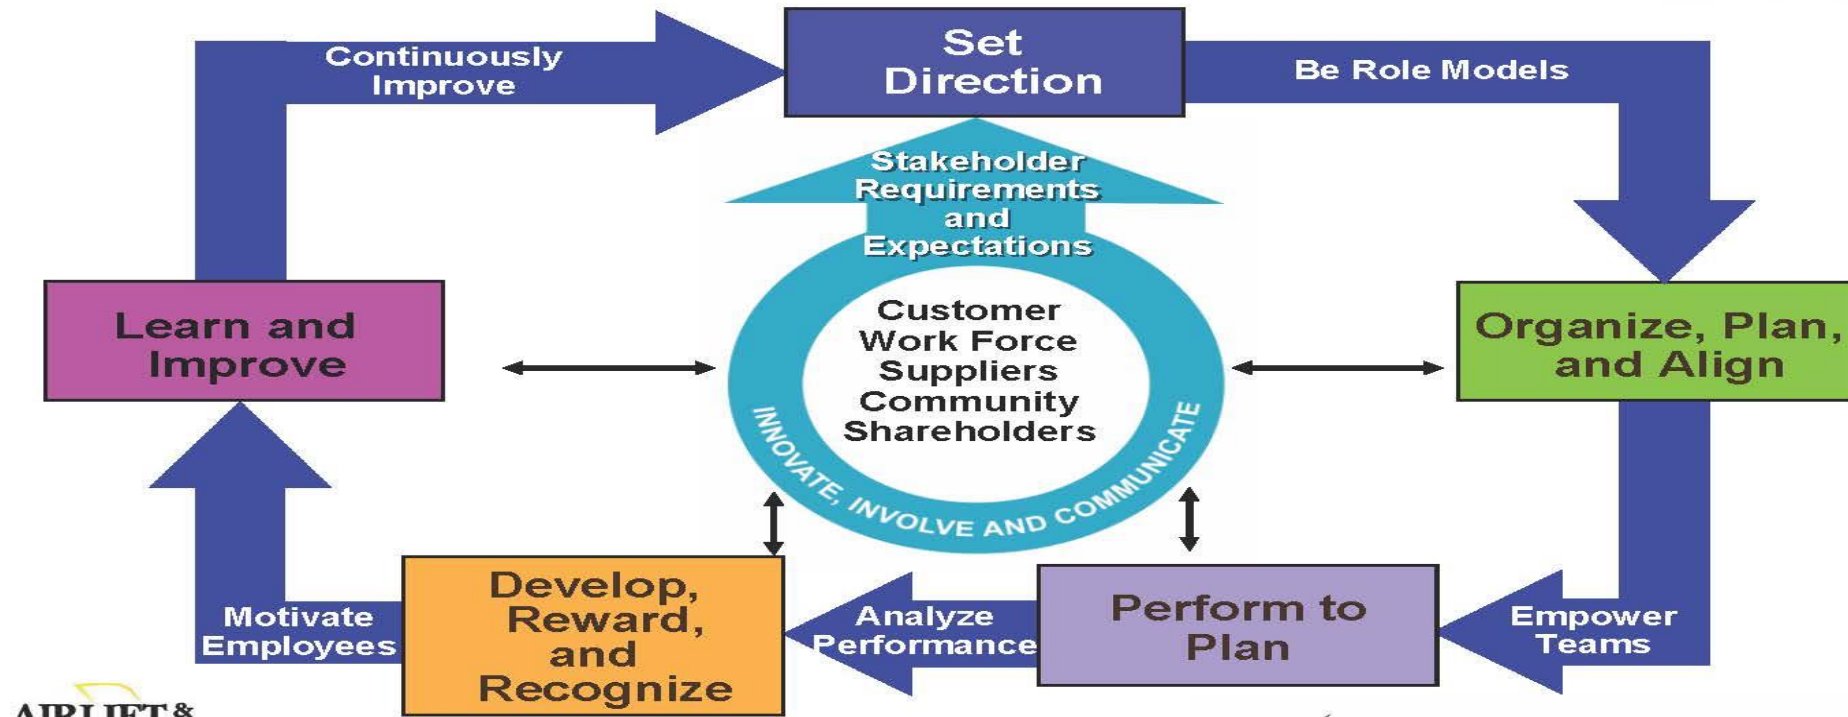 Continuously
Improve
Set
Direction
Be Role Models
Stakeholder
Requirements
and
Expectations
Learn and
Improve
Customer
Work Force
Suppliers
Community
Shareholders
Organize, Plan,
and Align
INNOVATE, INVOLVE AND COMMUNICATE
Motivate
Employees
Develop,
Reward,
and
Recognize
Analyze
Performance
Perform to
Plan
Empower
Teams
AIRLIFT &